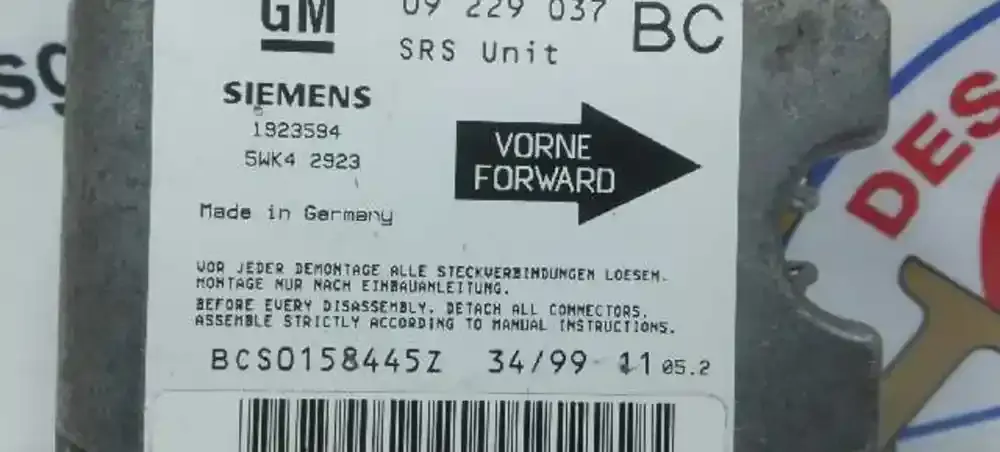 GM
09 229 037
BC
SRS Unit
SIEMENS
1923594
5WK4 2923
VORNE
FORWARD
Made in Germany
VOR JEDER DEMONTAGE ALLE STECKVERBINDUNGEN LOESEN.
MONTAGE NUR NACH EINBAUANLEITUNG.
BEFORE EVERY DISASSEMBLY, DETACH ALL CONNECTORS.
ASSEMBLE STRICTLY ACCORDING TO MANUAL INSTRUCTIONS.
BCS0158445Z 34/99 11 05.2
DES